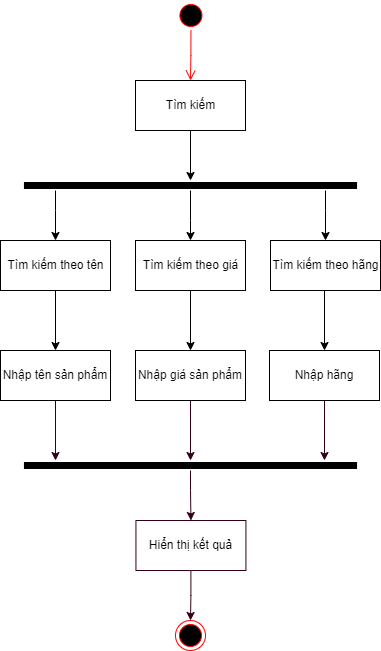 Tìm kiếm
Tìm kiếm theo tên
Tìm kiếm theo giá
Tìm kiếm theo hãng
Nhập tên sản phẩm
Nhập giá sản phẩm
Nhập hãng
Hiển thị kết quả